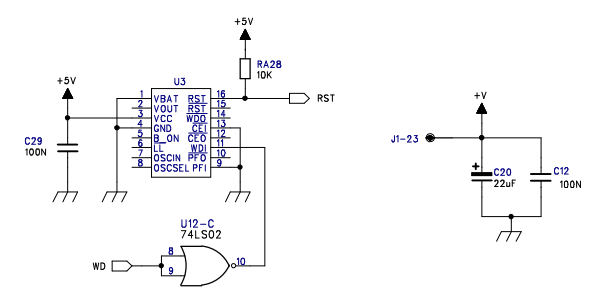 +5V
RA28
10K
RST
+5V
C29
100N
U3
1 VBAT RST 16
2 VOUT RST 15
3 VCC WDO 14
4 GND CEI 13
5 B_ON CEO 12
6 LL WDI 11
7 OSCIN PFO 10
8 OSCSEL PFI 9
U12-C
74LS02
WD
8
9
10
+V
J1-23
C20
22uF
C12
100N